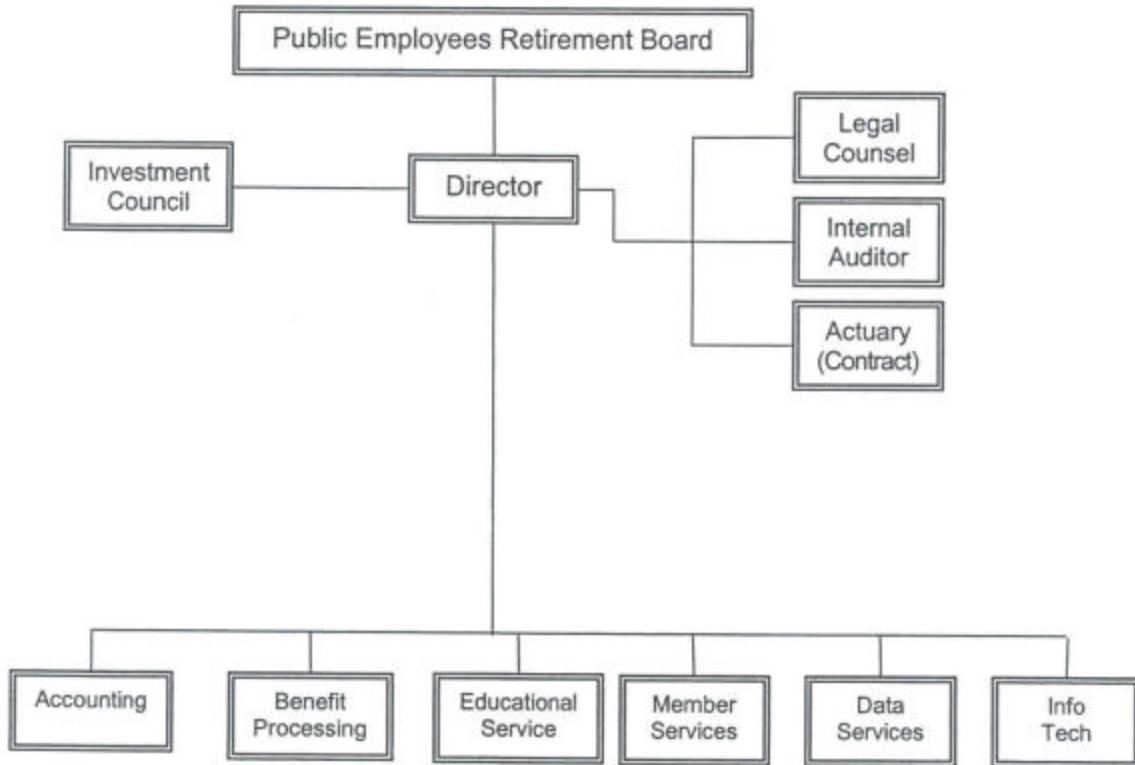 Public Employees Retirement Board
Legal
Counsel
Investment
Council
Director
Internal
Auditor
Actuary
(Contract)
Accounting
Benefit
Processing
Educational
Service
Member
Services
Data
Services
Info
Tech